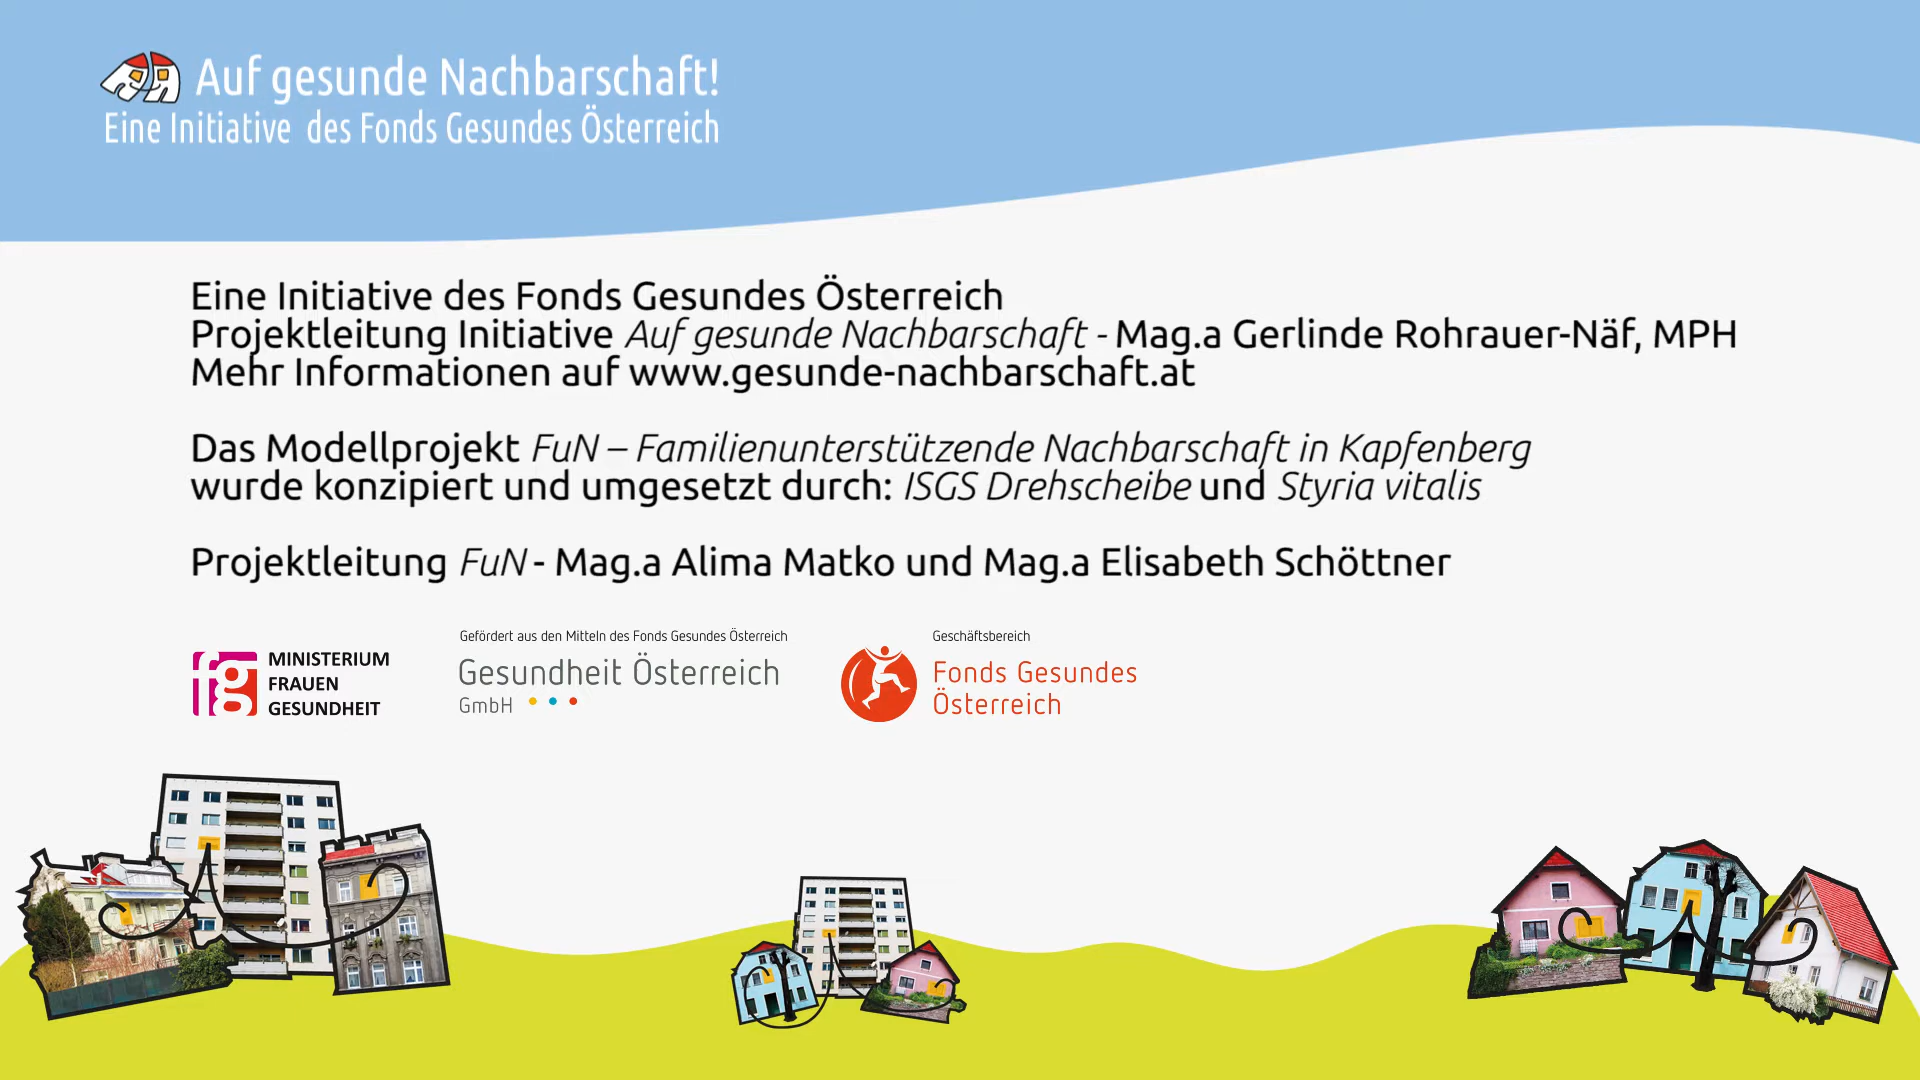 Auf gesunde Nachbarschaft!
Eine Initiative des Fonds Gesundes Österreich
Eine Initiative des Fonds Gesundes Österreich
Projektleitung Initiative Auf gesunde Nachbarschaft - Mag.a Gerlinde Rohrauer-Näf, MPH
Mehr Informationen auf www.gesunde-nachbarschaft.at
Das Modellprojekt FuN – Familienunterstützende Nachbarschaft in Kapfenberg
wurde konzipiert und umgesetzt durch: ISGS Drehscheibe und Styria vitalis
Projektleitung FuN - Mag.a Alima Matko und Mag.a Elisabeth Schöttner
fg
MINISTERIUM
FRAUEN
GESUNDHEIT
Gefördert aus den Mitteln des Fonds Gesundes Österreich
Gesundheit Österreich
GmbH
Geschäftsbereich
Fonds Gesundes
Österreich